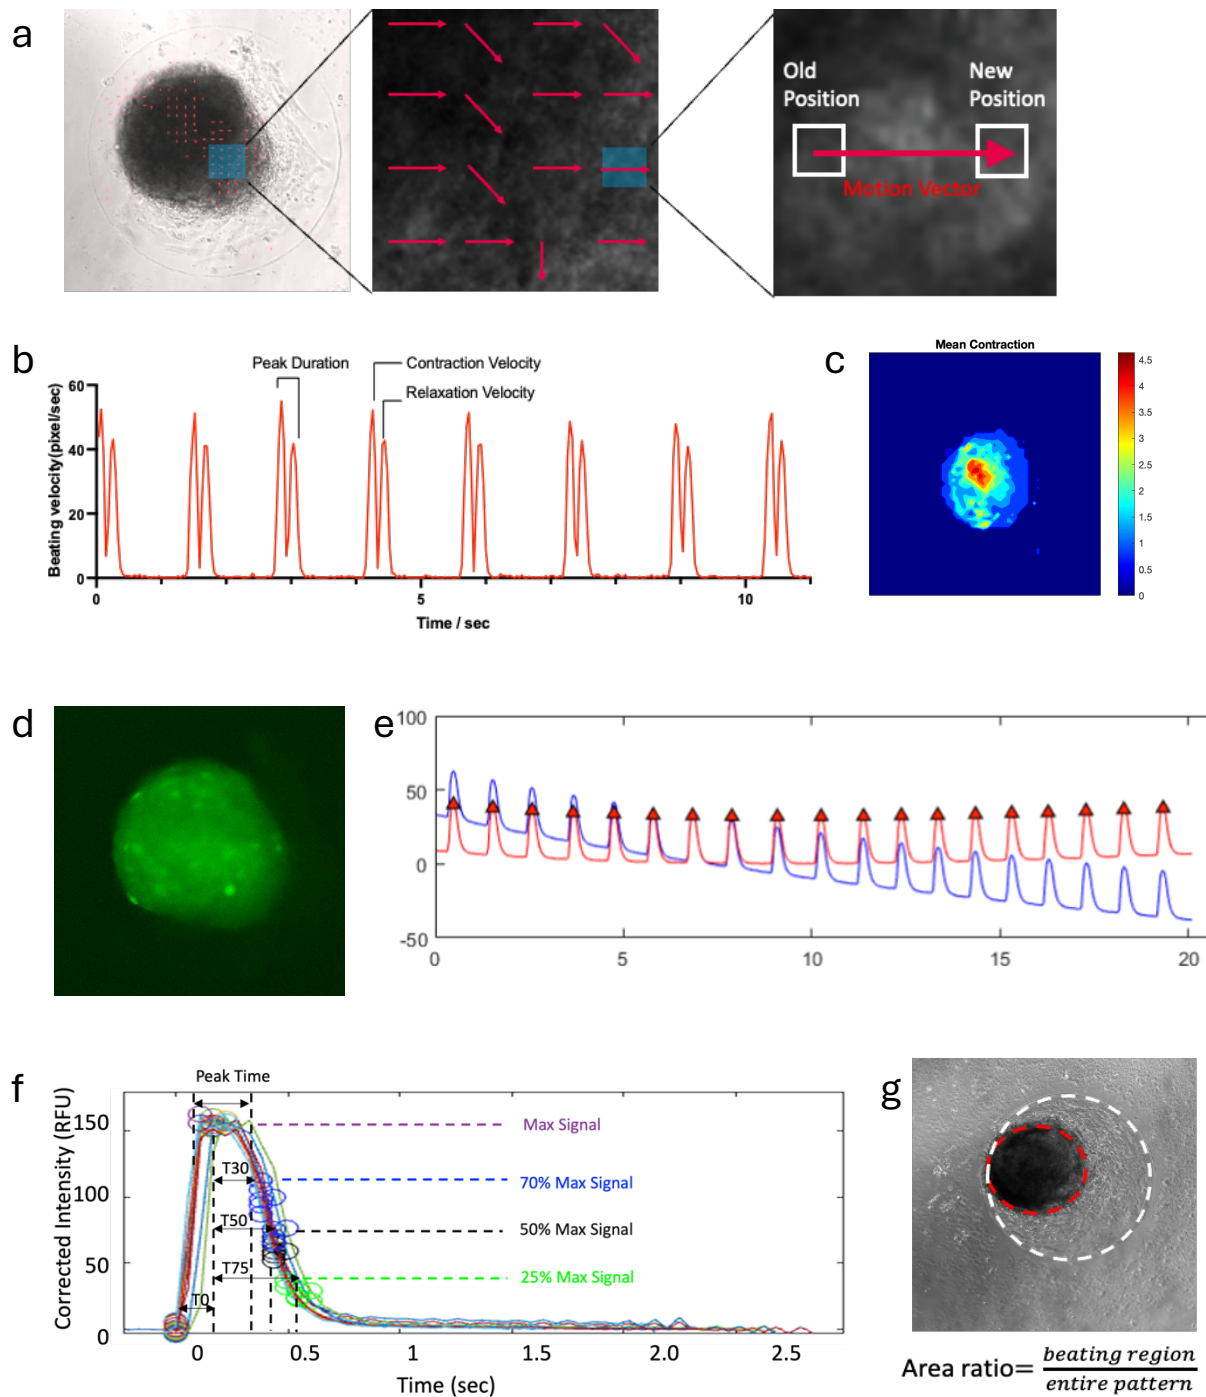 a
Old
Position
New
Position
Motion Vector
b
Peak Duration
Contraction Velocity
Relaxation Velocity
Beating velocity(pixel/sec)
60
40
20
0
0
5
10
Time / sec
c
Mean Contraction
4.5
4
3.5
3
2.5
2
1.5
1
0.5
0
d
e
100
50
0
-50
0
5
10
15
20
f
Peak Time
Corrected Intensity (RFU)
150
100
50
0
Max Signal
T30
70% Max Signal
T50
50% Max Signal
T75
25% Max Signal
T0
0
0.5
1
1.5
2.0
2.5
Time (sec)
g
Area ratio= beating region
entire pattern